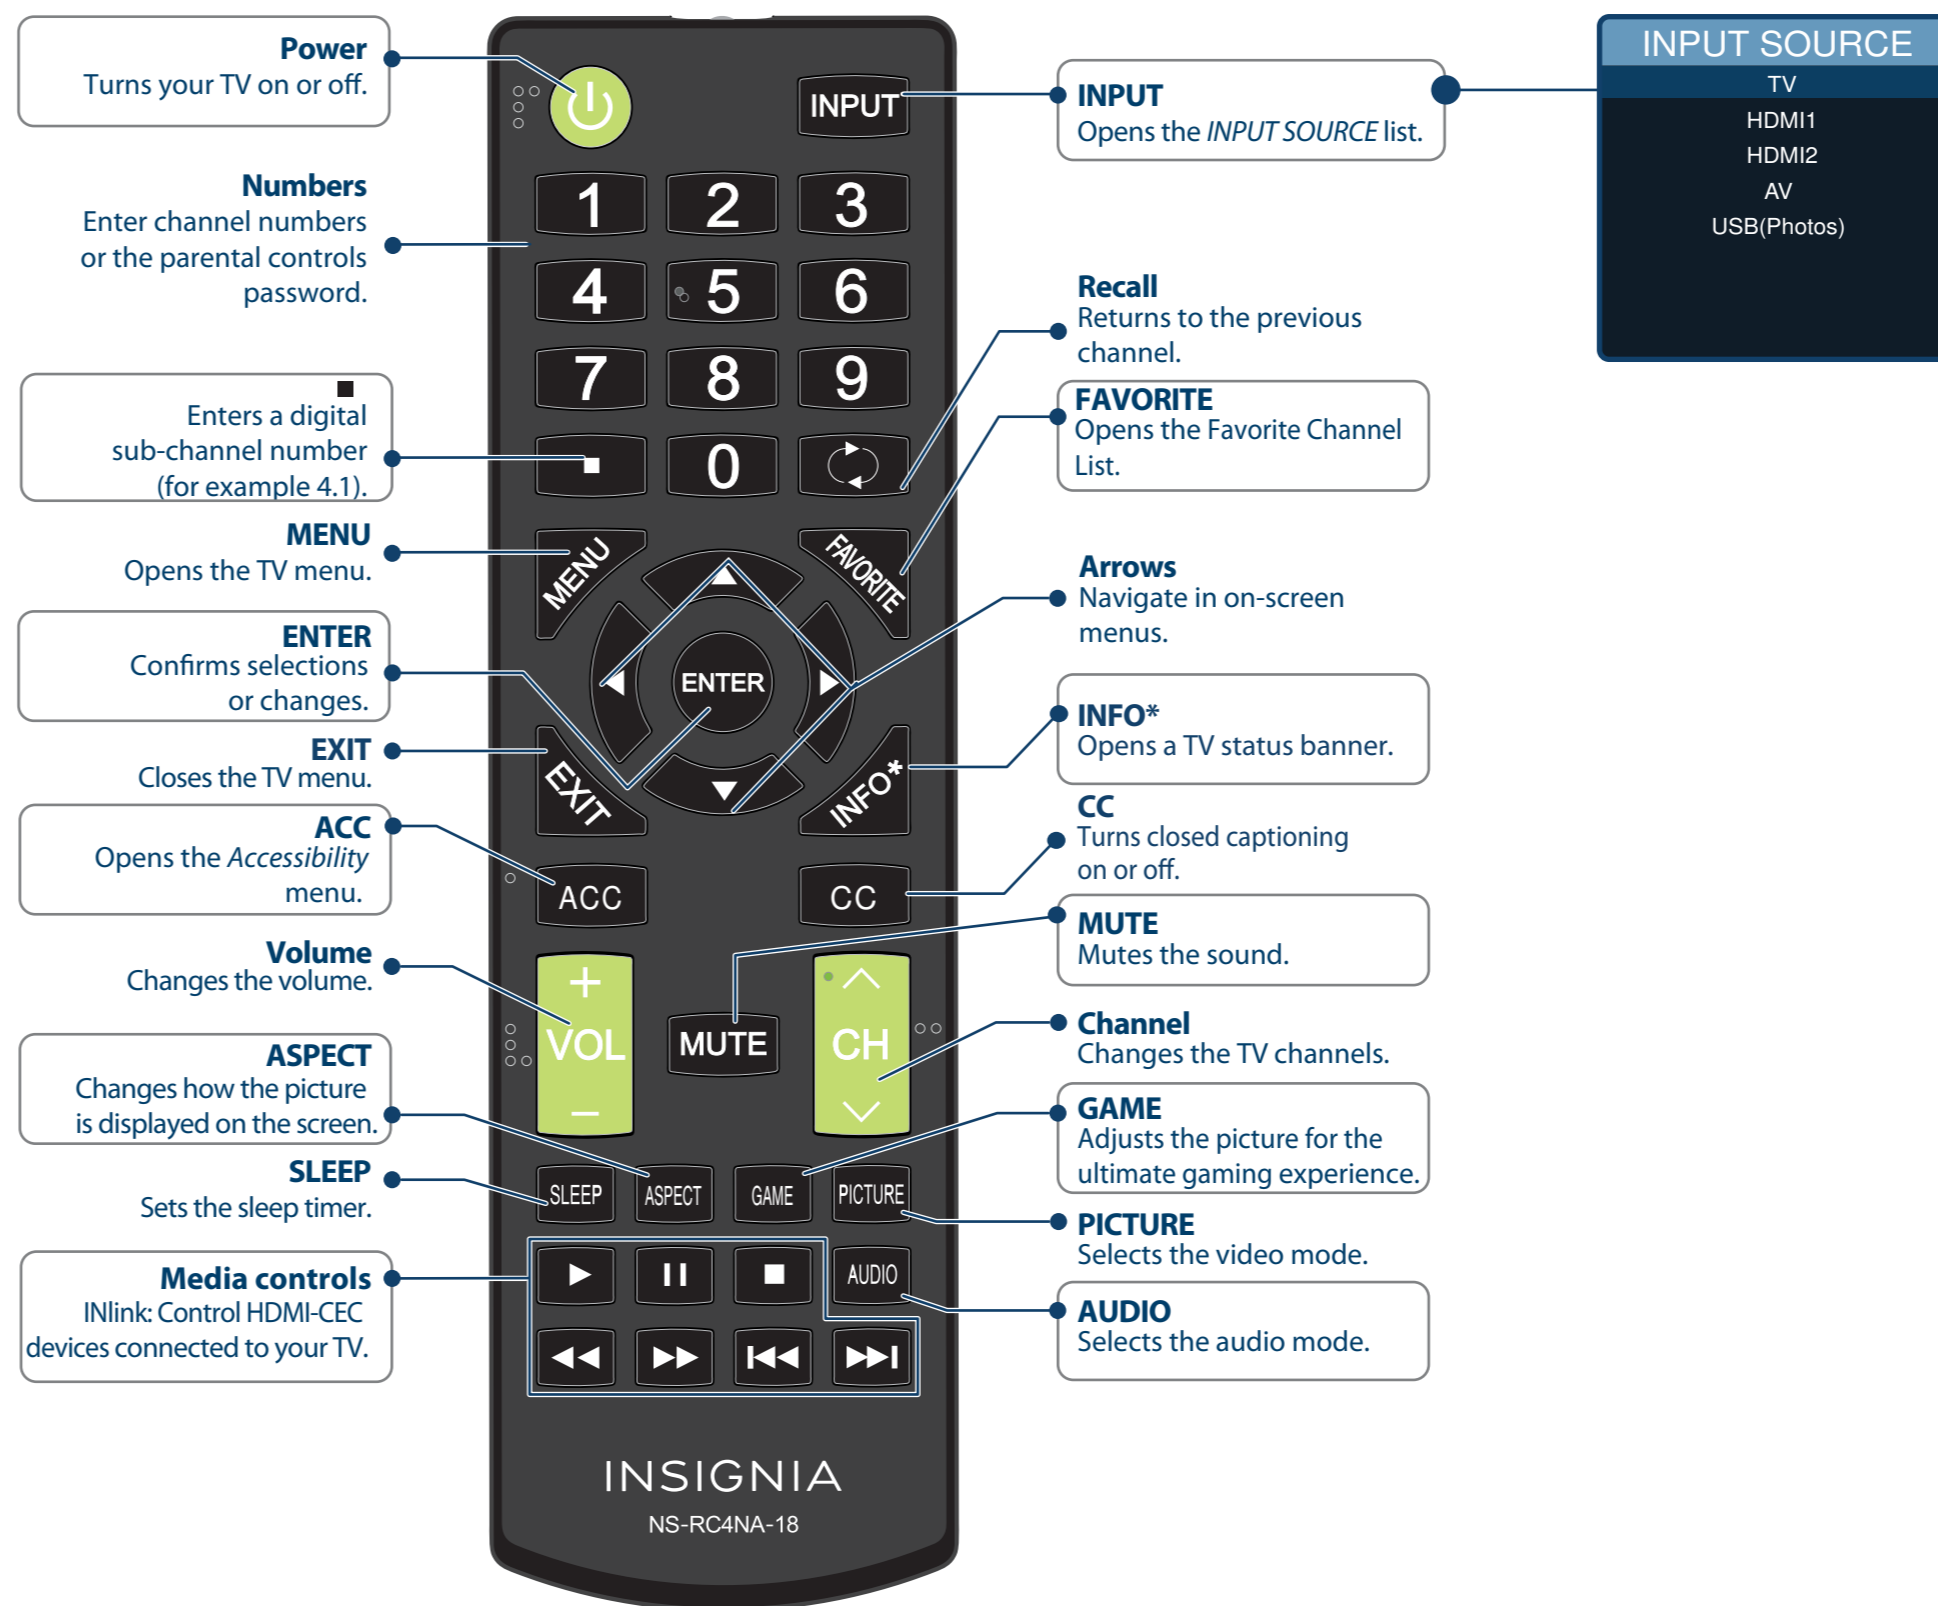 Power
Turns your TV on or off.
Numbers
Enter channel numbers
or the parental controls
password.
■
Enters a digital
sub-channel number
(for example 4.1).
MENU
Opens the TV menu.
ENTER
Confirms selections
or changes.
EXIT
Closes the TV menu.
ACC
Opens the Accessibility
menu.
Volume
Changes the volume.
ASPECT
Changes how the picture
is displayed on the screen.
SLEEP
Sets the sleep timer.
Media controls
INlink: Control HDMI-CEC
devices connected to your TV.
INPUT
1 2 3
4 5 6
7 8 9
■ 0
MENU
FAVORITE
ENTER
EXIT
INFO*
ACC
CC
+
VOL
–
MUTE
CH
SLEEP
ASPECT
GAME
PICTURE
AUDIO
INSIGNIA
NS-RC4NA-18
INPUT
Opens the INPUT SOURCE list.
Recall
Returns to the previous
channel.
FAVORITE
Opens the Favorite Channel
List.
Arrows
Navigate in on-screen
menus.
INFO*
Opens a TV status banner.
CC
Turns closed captioning
on or off.
MUTE
Mutes the sound.
Channel
Changes the TV channels.
GAME
Adjusts the picture for the
ultimate gaming experience.
PICTURE
Selects the video mode.
AUDIO
Selects the audio mode.
INPUT SOURCE
TV
HDMI1
HDMI2
AV
USB(Photos)